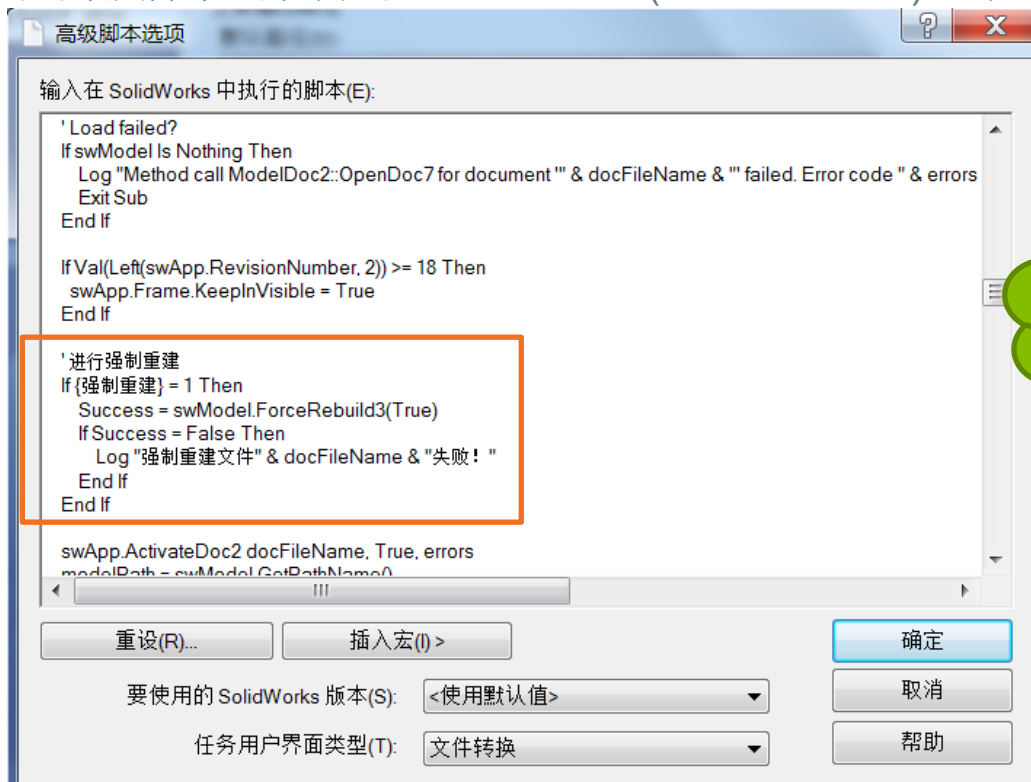 高级脚本选项
输入在 SolidWorks 中执行的脚本(E):
' Load failed?
If swModel Is Nothing Then
Log "Method call ModelDoc2::OpenDoc7 for document '" & docFileName & "' failed. Error code " & errors
Exit Sub
End If
If Val(Left(swApp.RevisionNumber, 2)) >= 18 Then
swApp.Frame.KeepInVisible = True
End If
' 进行强制重建
If {强制重建} = 1 Then
Success = swModel.ForceRebuild3(True)
If Success = False Then
Log "强制重建文件" & docFileName & "失败！"
End If
End If
swApp.ActivateDoc2 docFileName, True, errors
modelPath = swModel.GetPathName()
重设(R)...
插入宏(I) >
确定
要使用的 SolidWorks 版本(S):
<使用默认值>
取消
任务用户界面类型(T):
文件转换
帮助